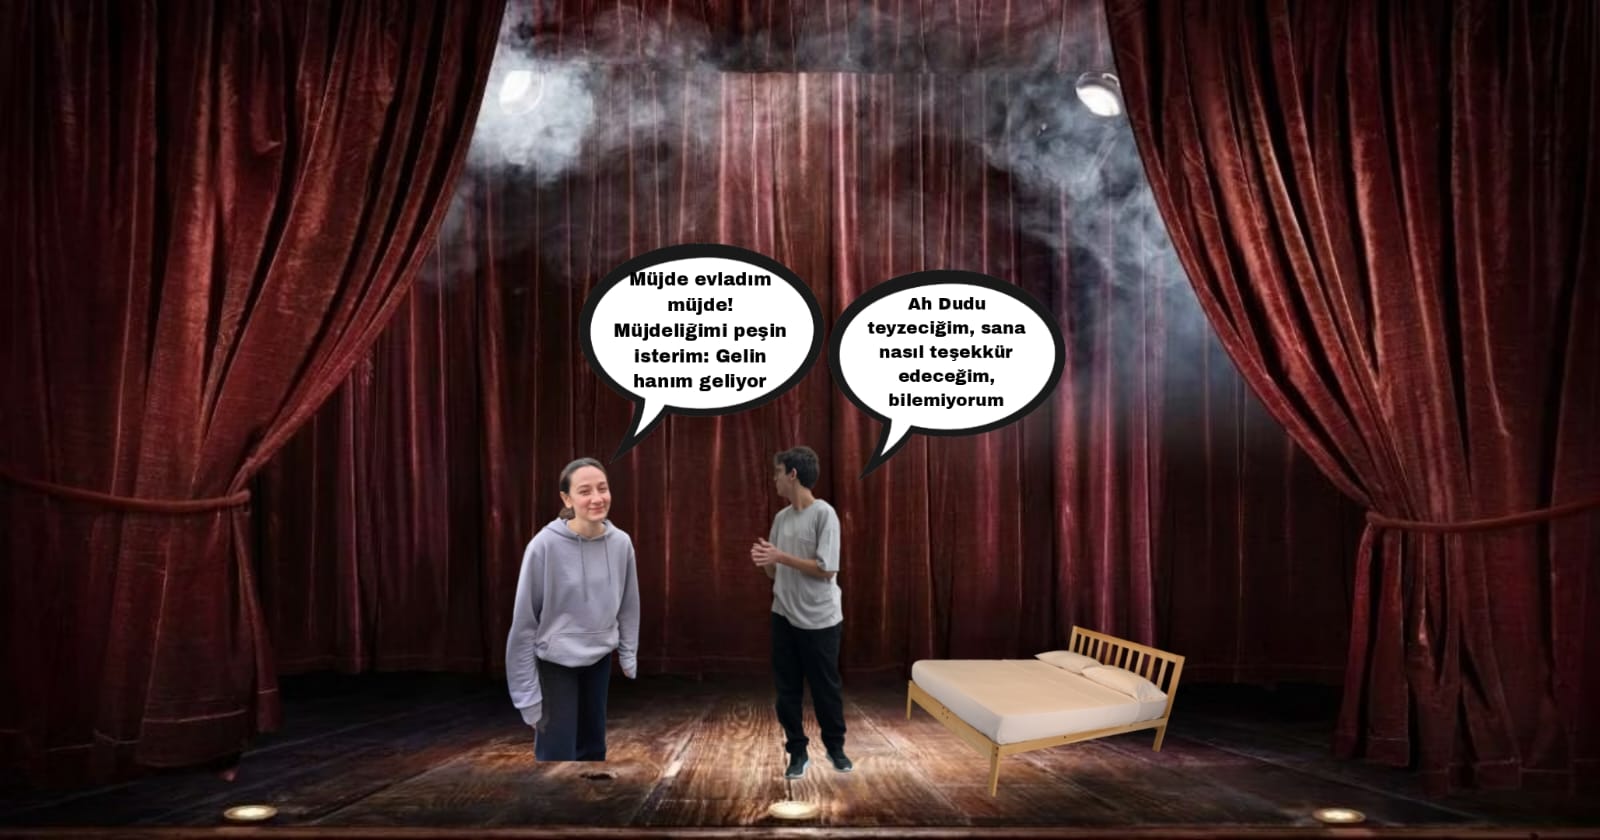 Müjde evladım
müjde!
Müjdeliğimi peşin
isterim: Gelin
hanım geliyor
Ah Dudu
teyzeciğim, sana
nasıl teşekkür
edeceğim,
bilemiyorum